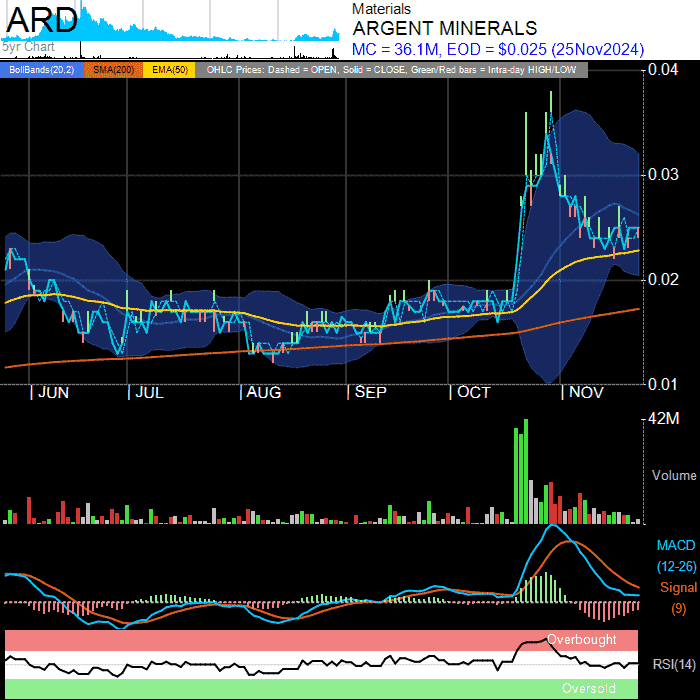 ARD
5yr Chart
Materials
ARGENT MINERALS
MC = 36.1M, EOD = $0.025 (25Nov2024)
BollBands(20,2) SMA(200) EMA(50) OHLC Prices: Dashed = OPEN, Solid = CLOSE, Green/Red bars = Intra-day HIGH/LOW
0.04
0.03
0.02
0.01
JUN JUL AUG SEP OCT NOV
42M
Volume
MACD
(12-26)
Signal
(9)
Overbought
RSI(14)
Oversold